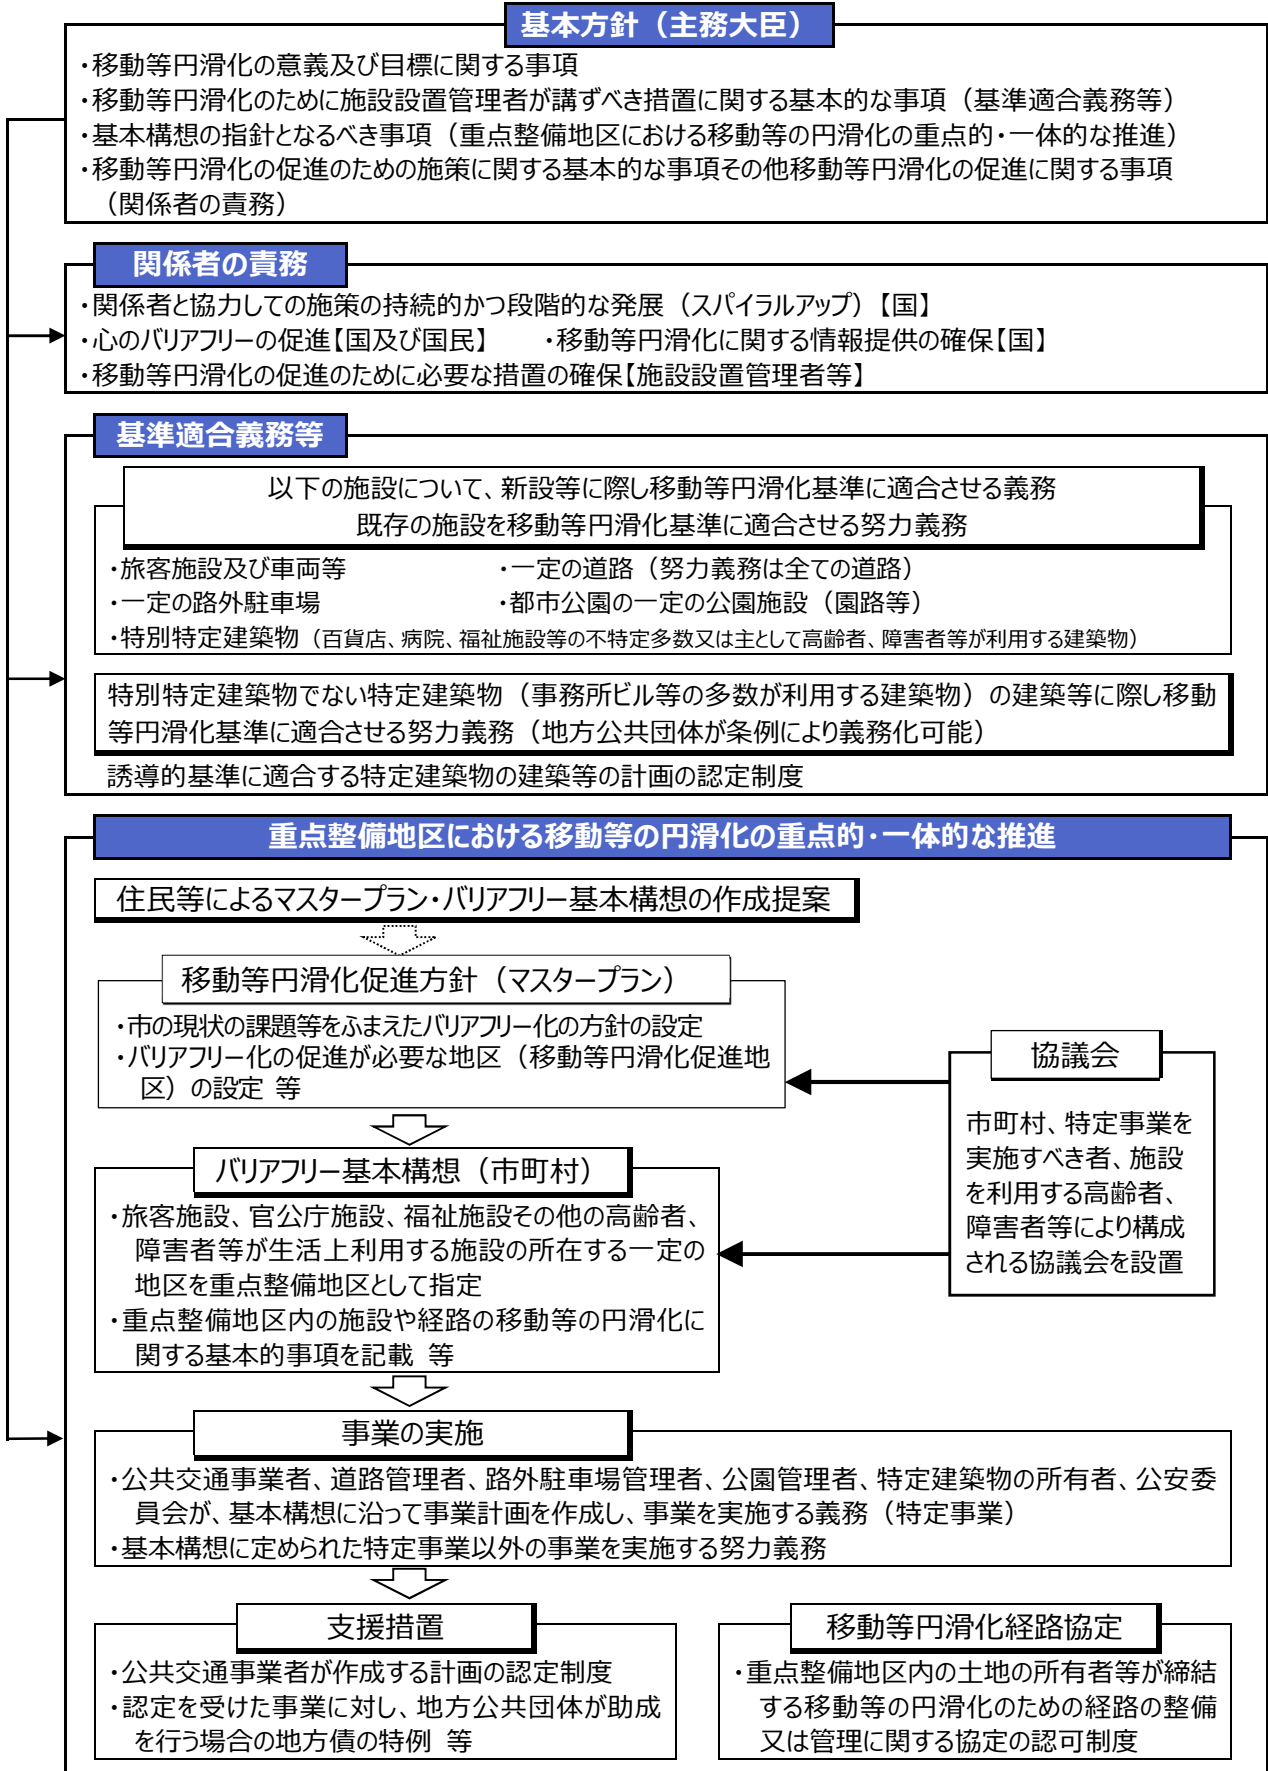 基本方針（主務大臣）
・移動等円滑化の意義及び目標に関する事項
・移動等円滑化のために施設設置管理者が講ずべき措置に関する基本的な事項（基準適合義務等）
・基本構想の指針となるべき事項（重点整備地区における移動等の円滑化の重点的・一体的な推進）
・移動等円滑化の促進のための施策に関する基本的な事項その他移動等円滑化の促進に関する事項
（関係者の責務）
関係者の責務
・関係者と協力しての施策の持続的かつ段階的な発展（スパイラルアップ）【国】
・心のバリアフリーの促進【国及び国民】　　・移動等円滑化に関する情報提供の確保【国】
・移動等円滑化の促進のために必要な措置の確保【施設設置管理者等】
基準適合義務等
以下の施設について、新設等に際し移動等円滑化基準に適合させる義務
既存の施設を移動等円滑化基準に適合させる努力義務
・旅客施設及び車両等　　・一定の道路（努力義務は全ての道路）
・一定の路外駐車場　　・都市公園の一定の公園施設（園路等）
・特別特定建築物（百貨店、病院、福祉施設等の不特定多数又は主として高齢者、障害者等が利用する建築物）
特別特定建築物でない特定建築物（事務所ビル等の多数が利用する建築物）の建築等に際し移動
等円滑化基準に適合させる努力義務（地方公共団体が条例により義務化可能）
誘導的基準に適合する特定建築物の建築等の計画の認定制度
重点整備地区における移動等の円滑化の重点的・一体的な推進
住民等によるマスタープラン・バリアフリー基本構想の作成提案
移動等円滑化促進方針（マスタープラン）
・市の現状の課題等をふまえたバリアフリー化の方針の設定
・バリアフリー化の促進が必要な地区（移動等円滑化促進地
区）の設定 等
協議会
市町村、特定事業を
実施すべき者、施設
を利用する高齢者、
障害者等により構成
される協議会を設置
バリアフリー基本構想（市町村）
・旅客施設、官公庁施設、福祉施設その他の高齢者、
障害者等が生活上利用する施設の所在する一定の
地区を重点整備地区として指定
・重点整備地区内の施設や経路の移動等の円滑化に
関する基本的事項を記載 等
事業の実施
・公共交通事業者、道路管理者、路外駐車場管理者、公園管理者、特定建築物の所有者、公安委
員会が、基本構想に沿って事業計画を作成し、事業を実施する義務（特定事業）
・基本構想に定められた特定事業以外の事業を実施する努力義務
支援措置
・公共交通事業者が作成する計画の認定制度
・認定を受けた事業に対し、地方公共団体が助成
を行う場合の地方債の特例 等
移動等円滑化経路協定
・重点整備地区内の土地の所有者等が締結
する移動等の円滑化のための経路の整備
又は管理に関する協定の認可制度